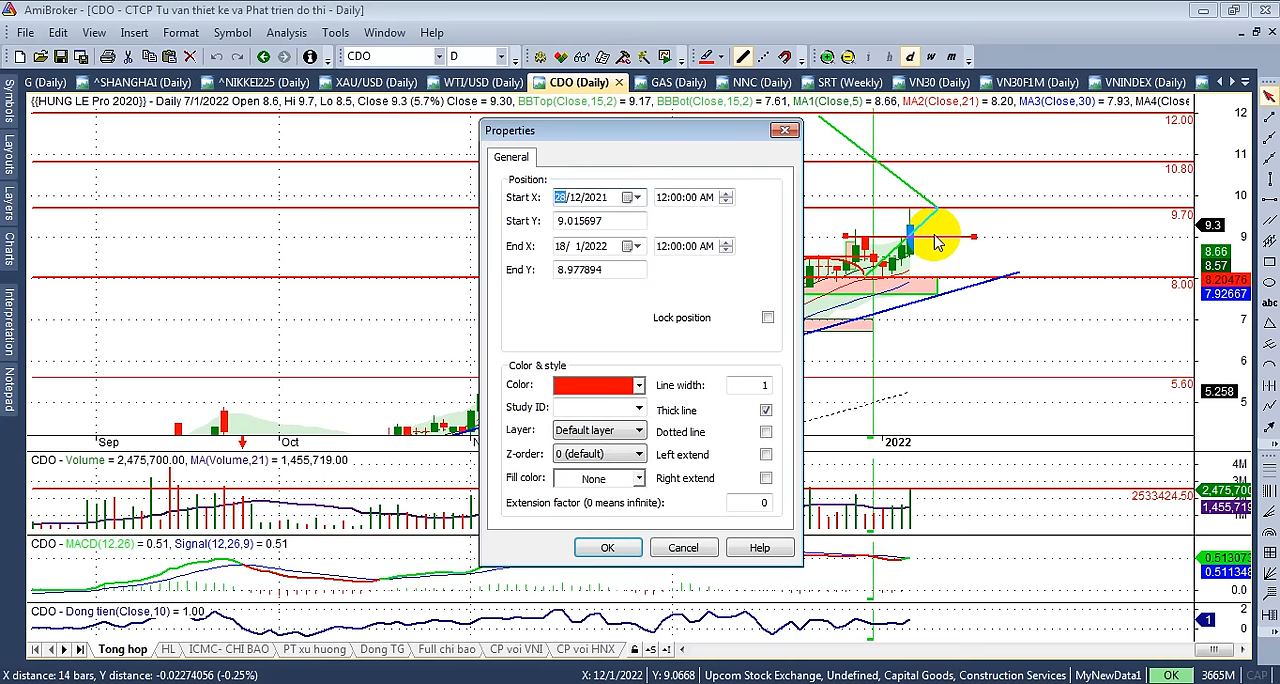 AmiBroker - [CDO - CTCP Tu van thiet ke va Phat trien do thi - Daily]
File Edit View Insert Format Symbol Analysis Tools Window Help
CDO D i h d w m
G (Daily) ^SHANGHAI (Daily) ^NIKKEI225 (Daily) XAU/USD (Daily) WTI/USD (Daily) CDO (Daily) GAS (Daily) NNC (Daily) SRT (Weekly) VN30 (Daily) VN30F1M (Daily) VNINDEX (Daily)
{{HUNG LE Pro 2020}} - Daily 7/1/2022 Open 8.6, Hi 9.7, Lo 8.5, Close 9.3 (5.7%) Close = 9.30, BBTop(Close,15,2) = 9.17, BBBot(Close,15,2) = 7.61, MA1(Close,5) = 8.66, MA2(Close,21) = 8.20, MA3(Close,30) = 7.93, MA4(Close
Symbols
Layouts
Layers
Charts
Interpretation
Notepad
Properties
General
Position:
Start X: 28/12/2021 12:00:00 AM
Start Y: 9.015697
End X: 18/ 1/2022 12:00:00 AM
End Y: 8.977894
Lock position
Color & style
Color: Line width: 1
Study ID: Thick line
Layer: Default layer Dotted line
Z-order: 0 (default) Left extend
Fill color: None Right extend
Extension factor (0 means infinite): 0
OK Cancel Help
12.00
10.80
9.70
8.00
5.60
12
11
10
9
7
6
5
9.3
8.66
8.57
8.20476
7.92667
5.258
abc
Sep Oct 2022
CDO - Volume = 2,475,700.00, MA(Volume,21) = 1,455,719.00
4M
3M
2533424.50
2,475,700
1,455,719
CDO - MACD(12,26) = 0.51, Signal(12,26,9) = 0.51
0.513073
0.511348
0.0
CDO - Dong tien(Close,10) = 1.00
2
1
0
Tong hop HL ICMC- CHI BAO PT xu huong Dong TG Full chi bao CP voi VNI CP voi HNX
X distance: 14 bars, Y distance: -0.02274056 (-0.25%) X: 12/1/2022 Y: 9.0668 Upcom Stock Exchange, Undefined, Capital Goods, Construction Services MyNewData1 OK 3665M CAP